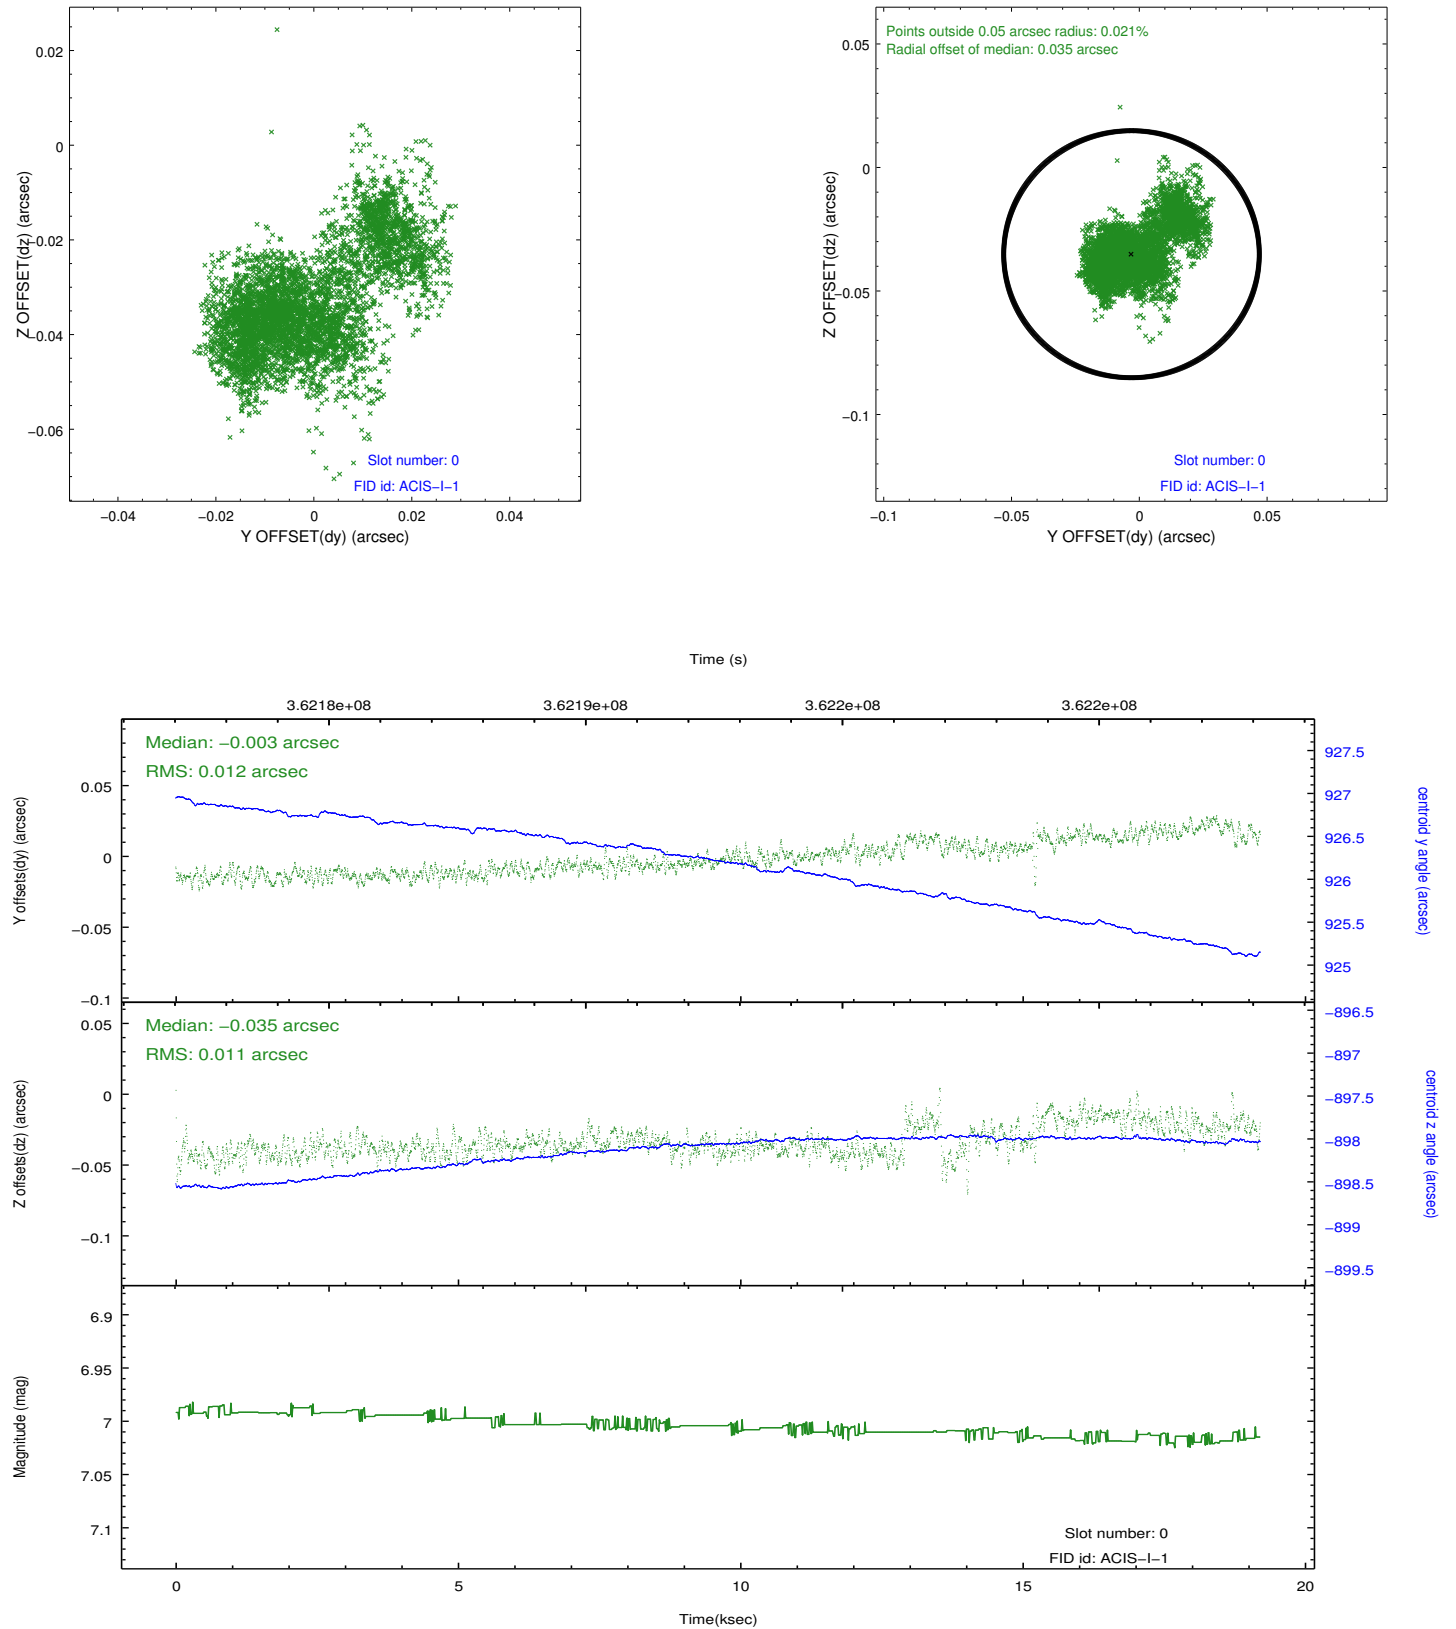 0.02
0
−0.02
−0.04
−0.06
Z OFFSET(dz) (arcsec)
Slot number: 0
FID id: ACIS−I−1
−0.04
−0.02
0
0.02
0.04
Y OFFSET(dy) (arcsec)
Points outside 0.05 arcsec radius: 0.021%
Radial offset of median: 0.035 arcsec
0.05
0
−0.05
−0.1
Z OFFSET(dz) (arcsec)
Slot number: 0
FID id: ACIS−I−1
−0.1
−0.05
0
0.05
Y OFFSET(dy) (arcsec)
Time (s)
3.6218e+08
3.6219e+08
3.622e+08
3.622e+08
Median: −0.003 arcsec
RMS: 0.012 arcsec
0.05
0
−0.05
−0.1
Y offsets(dy) (arcsec)
927.5
927
926.5
926
925.5
925
centroid y angle (arcsec)
Median: −0.035 arcsec
RMS: 0.011 arcsec
0.05
0
−0.05
−0.1
Z offsets(dz) (arcsec)
−896.5
−897
−897.5
−898
−898.5
−899
−899.5
centroid z angle (arcsec)
6.9
6.95
7
7.05
7.1
Magnitude (mag)
Slot number: 0
FID id: ACIS−I−1
0
5
10
15
20
Time(ksec)